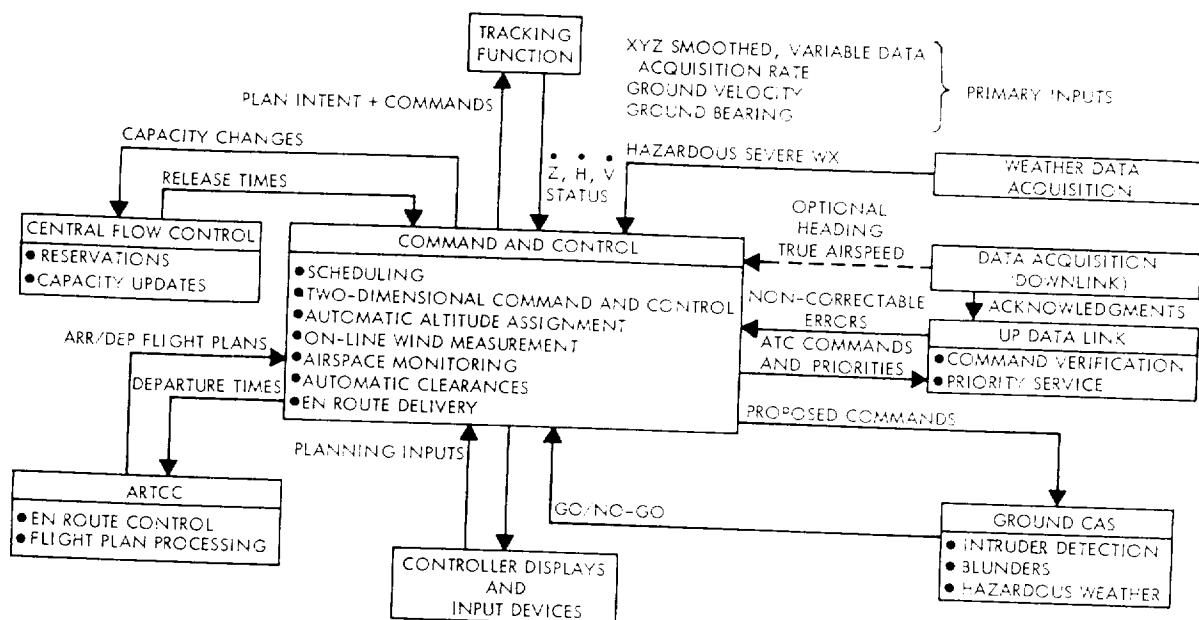 TRACKING
FUNCTION
XYZ SMOOTHED, VARIABLE DATA
ACQUISITION RATE
GROUND VELOCITY
GROUND BEARING
PRIMARY INPUTS
PLAN INTENT + COMMANDS
CAPACITY CHANGES
RELEASE TIMES
Ż, Ḣ, V̇
STATUS
HAZARDOUS SEVERE WX
WEATHER DATA
ACQUISITION
CENTRAL FLOW CONTROL
● RESERVATIONS
● CAPACITY UPDATES
COMMAND AND CONTROL
● SCHEDULING
● TWO-DIMENSIONAL COMMAND AND CONTROL
● AUTOMATIC ALTITUDE ASSIGNMENT
● ON-LINE WIND MEASUREMENT
● AIRSPACE MONITORING
● AUTOMATIC CLEARANCES
● EN ROUTE DELIVERY
OPTIONAL
HEADING
TRUE AIRSPEED
DATA ACQUISITION
(DOWNLINK)
ACKNOWLEDGMENTS
NON-CORRECTABLE
ERRORS
ATC COMMANDS
AND PRIORITIES
UP DATA LINK
● COMMAND VERIFICATION
● PRIORITY SERVICE
ARR/DEP FLIGHT PLANS
DEPARTURE TIMES
PROPOSED COMMANDS
PLANNING INPUTS
GO/NO-GO
ARTCC
● EN ROUTE CONTROL
● FLIGHT PLAN PROCESSING
CONTROLLER DISPLAYS
AND
INPUT DEVICES
GROUND CAS
● INTRUDER DETECTION
● BLUNDERS
● HAZARDOUS WEATHER